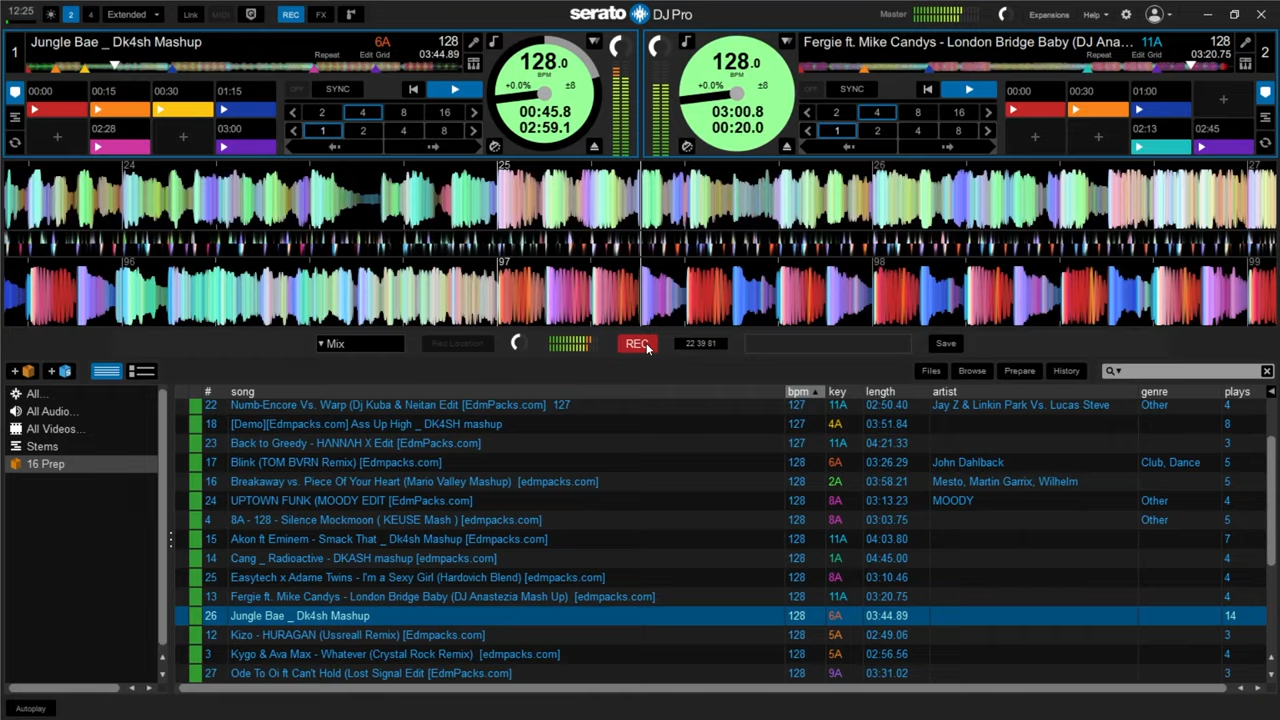 12:25 2 Extended Link MIDI REC FX serato DJ Pro Master Expansions Help
1 Jungle Bae _ Dk4sh Mashup 6A 128
Repeat Edit Grid 03:44.89
128.0
BPM
+0.0% ±8
00:45.8
02:59.1
00:00 00:15 00:30 01:15
02:28 03:00
OFF SYNC
2 4 8 16
1 2 4 8
Fergie ft. Mike Candys - London Bridge Baby (DJ Ana... 11A 128 2
Repeat Edit Grid 03:20.75
128.0
BPM
+0.0% ±8
03:00.8
00:20.0
OFF SYNC
2 4 8 16
1 2 4 8
00:00 00:30 01:00
02:13 02:45
24 25 26 27
96 97 98 99
Mix Rec Location REC 22 39 81 Save
Files Browse Prepare History
All...
All Audio...
All Videos...
Stems
16 Prep
# song bpm key length artist genre plays
22 Numb-Encore Vs. Warp (Dj Kuba & Neitan Edit [EdmPacks.com] 127 127 11A 02:50.40 Jay Z & Linkin Park Vs. Lucas Steve Other 4
18 [Demo][Edmpacks.com] Ass Up High _ DK4SH mashup 127 4A 03:51.84 8
23 Back to Greedy - HΛNNΛH X Edit [EdmPacks.com] 127 11A 04:21.33 3
17 Blink (TOM BVRN Remix) [Edmpacks.com] 128 6A 03:26.29 John Dahlback Club, Dance 5
16 Breakaway vs. Piece Of Your Heart (Mario Valley Mashup) [edmpacks.com] 128 2A 03:58.21 Mesto, Martin Garrix, Wilhelm 5
24 UPTOWN FUNK (MOODY EDIT [EdmPacks.com] 128 8A 03:13.23 MOODY Other 4
4 8A - 128 - Silence Mockmoon ( KEUSE Mash ) [edmpacks.com] 128 8A 03:03.75 Other 5
15 Akon ft Eminem - Smack That _ Dk4sh Mashup [edmpacks.com] 128 11A 04:03.80 7
14 Cang _ Radioactive - DKASH mashup [edmpacks.com] 128 1A 04:45.00 4
25 Easytech x Adame Twins - I'm a Sexy Girl (Hardovich Blend) [edmpacks.com] 128 8A 03:10.46 4
13 Fergie ft. Mike Candys - London Bridge Baby (DJ Anastezia Mash Up) [edmpacks.com] 128 11A 03:20.75 4
26 Jungle Bae _ Dk4sh Mashup 128 6A 03:44.89 14
12 Kizo - HURAGAN (Ussreall Remix) [Edmpacks.com] 128 5A 02:49.06 3
3 Kygo & Ava Max - Whatever (Crystal Rock Remix) [edmpacks.com] 128 5A 02:56.56 4
27 Ode To Oi ft Can't Hold (Lost Signal Edit [EdmPacks.com] 128 9A 03:31.02 3
Autoplay